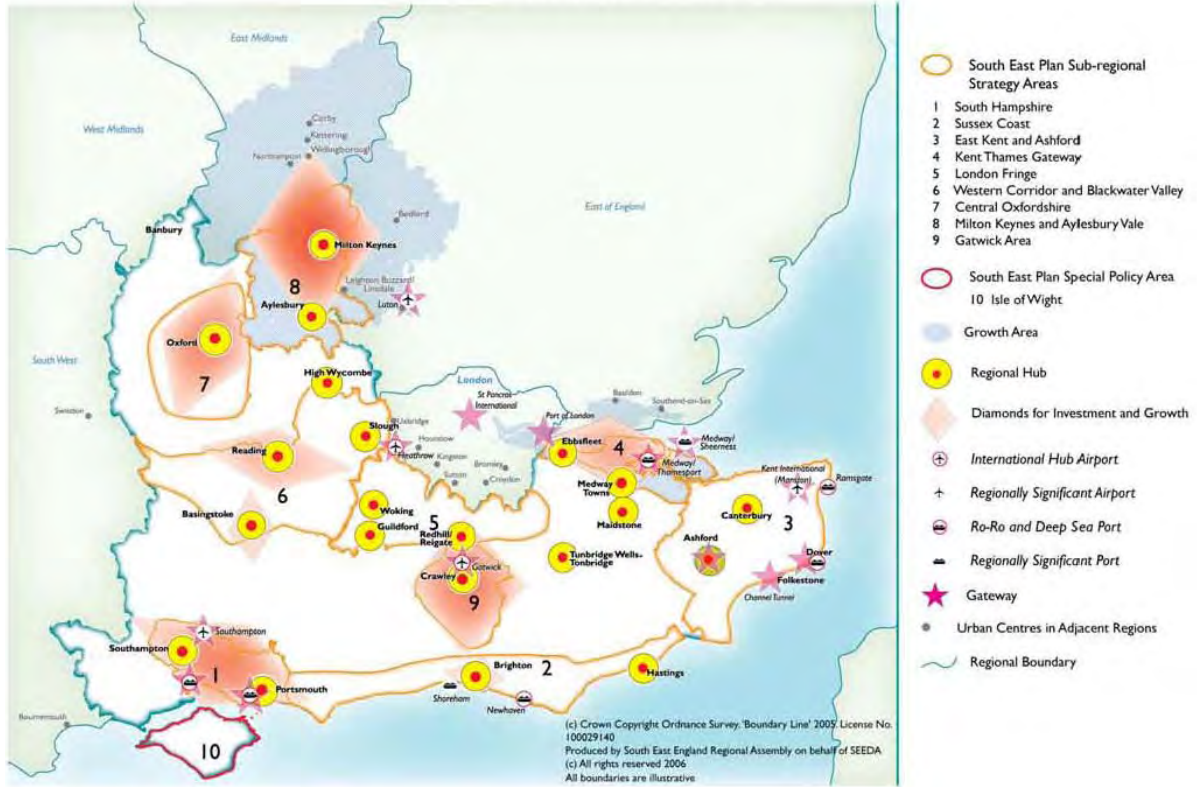 East Midlands
West Midlands
Corby
Kettering
Wellingborough
Northampton
Bedford
East of England
Banbury
Milton Keynes
8
Leighton Buzzard/
Linslade
Aylesbury
Luton
Oxford
South West
7
High Wycombe
London
St Pancras
International
Basildon
Southend-on-Sea
Swindon
Slough
Uxbridge
Hounslow
Heathrow
Kingston
Sutton
Bromley
Croydon
Port of London
Ebbsfleet
4
Medway/
Sheerness
Medway/
Thamesport
Reading
6
Medway
Towns
Kent International
(Manston)
Ramsgate
Basingstoke
Woking
5
Guildford
Redhill/
Reigate
Maidstone
Canterbury
3
Ashford
Tunbridge Wells-
Tonbridge
Gatwick
Crawley
9
Dover
Folkestone
Channel Tunnel
Southampton
Southampton
1
Portsmouth
Brighton
2
Hastings
Shoreham
Newhaven
Bournemouth
10
(c) Crown Copyright Ordnance Survey. 'Boundary Line' 2005. License No.
100029140
Produced by South East England Regional Assembly on behalf of SEEDA
(c) All rights reserved 2006
All boundaries are illustrative
South East Plan Sub-regional
Strategy Areas
1 South Hampshire
2 Sussex Coast
3 East Kent and Ashford
4 Kent Thames Gateway
5 London Fringe
6 Western Corridor and Blackwater Valley
7 Central Oxfordshire
8 Milton Keynes and Aylesbury Vale
9 Gatwick Area
South East Plan Special Policy Area
10 Isle of Wight
Growth Area
Regional Hub
Diamonds for Investment and Growth
International Hub Airport
Regionally Significant Airport
Ro-Ro and Deep Sea Port
Regionally Significant Port
Gateway
Urban Centres in Adjacent Regions
Regional Boundary